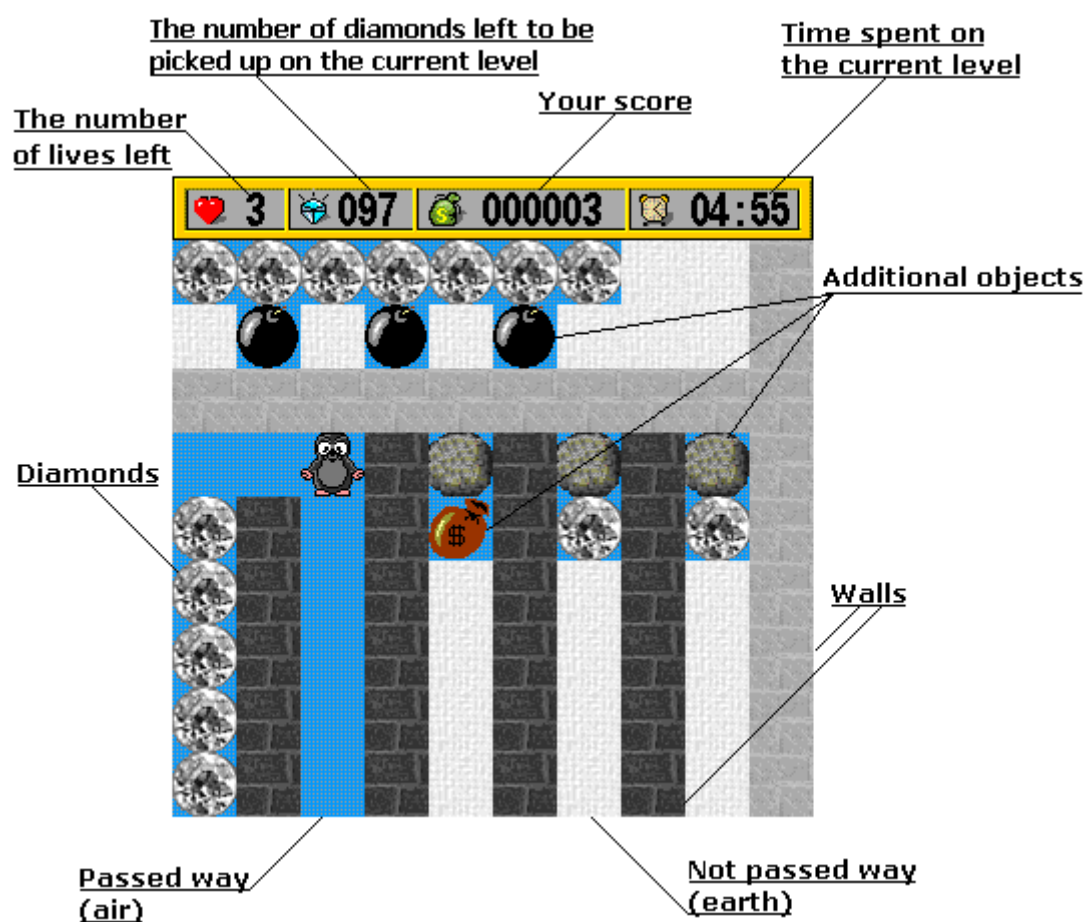 The number of diamonds left to be
picked up on the current level
Time spent on
the current level
Your score
The number
of lives left
3 097 000003 04:55
Additional objects
Diamonds
$
Walls
Passed way
(air)
Not passed way
(earth)